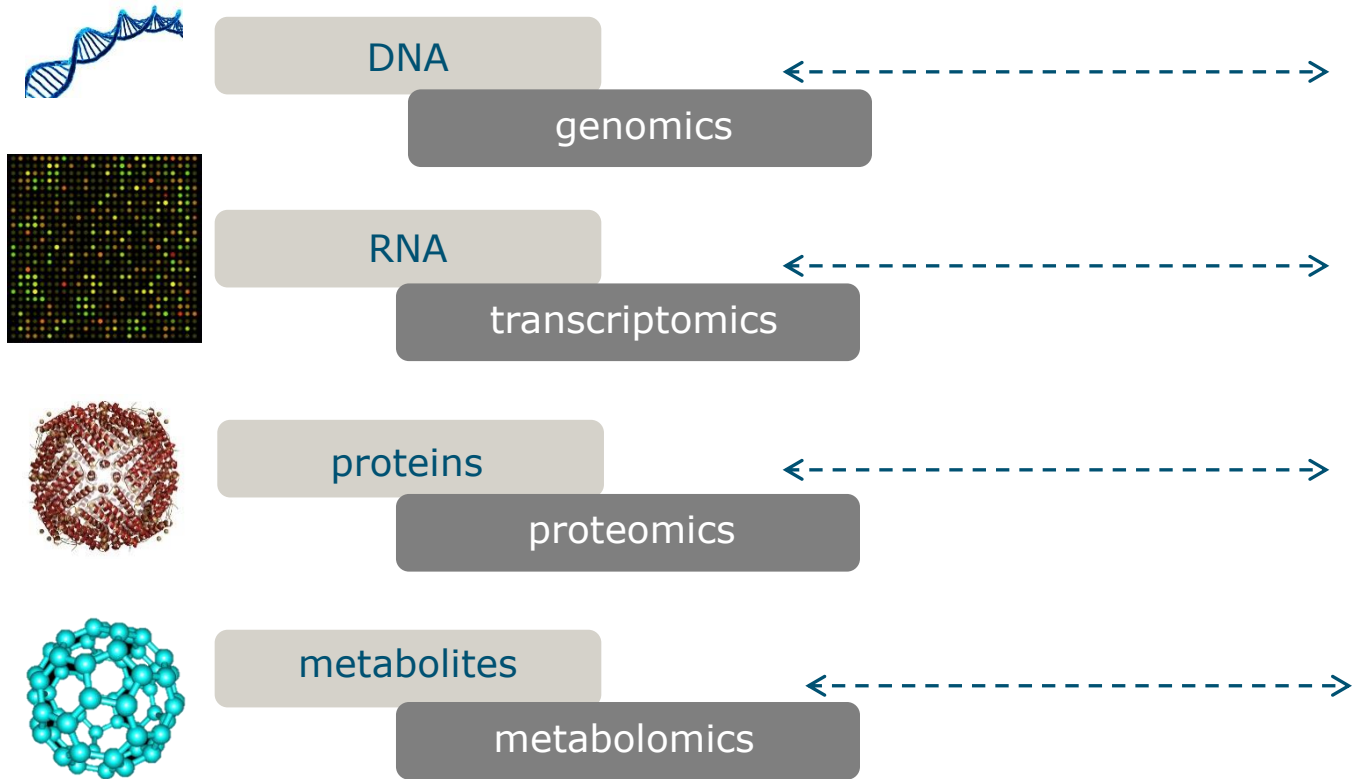 DNA
genomics
RNA
transcriptomics
proteins
proteomics
metabolites
metabolomics